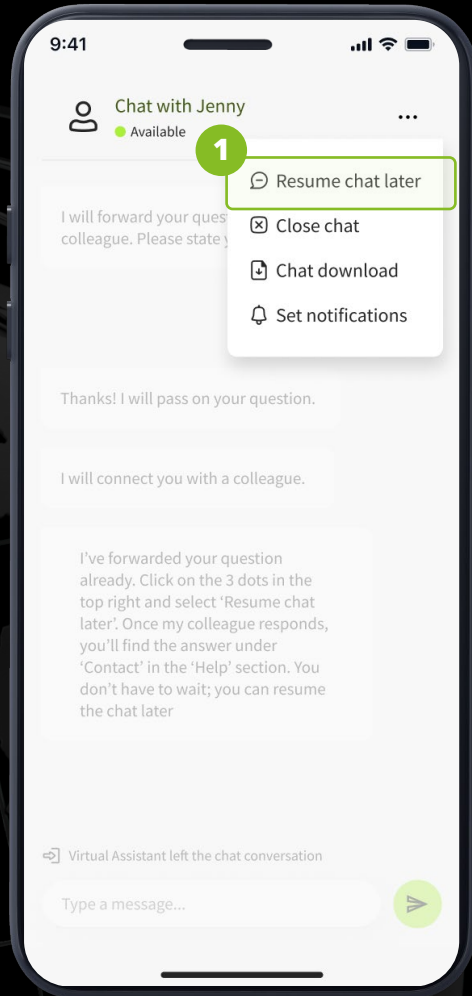 9:41
Chat with Jenny
Available
1
Resume chat later
I will forward your ques
colleague. Please state
Close chat
Chat download
Set notifications
Thanks! I will pass on your question.
I will connect you with a colleague.
I've forwarded your question
already. Click on the 3 dots in the
top right and select ‘Resume chat
later’. Once my colleague responds,
you’ll find the answer under
‘Contact’ in the ‘Help’ section. You
don’t have to wait; you can resume
the chat later
Virtual Assistant left the chat conversation
Type a message...